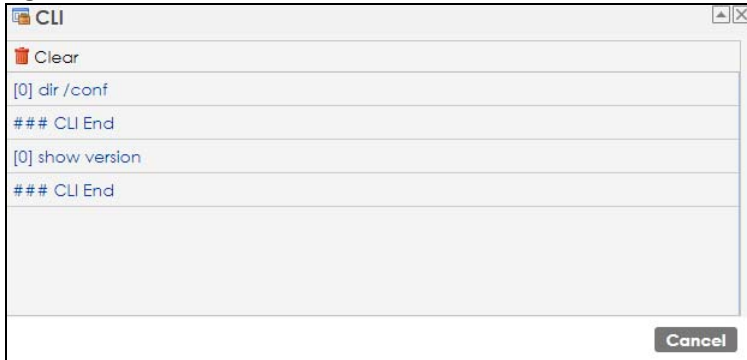 CLI
Clear
[0] dir /conf
### CLI End
[0] show version
### CLI End
Cancel